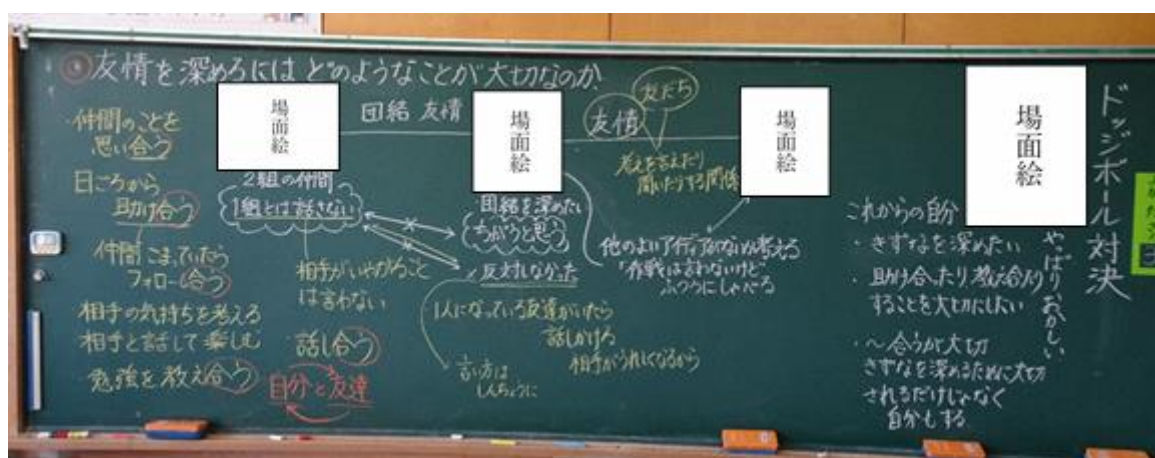 ドッジボール対決
場面絵
やっぱりおかしい
友情を深めるにはどのようなことが大切なのか
仲間のことを
思い合う
日ごろから
助け合う
仲間こまっていたら
フォローし合う
相手の気持ちを考える
相手と話して楽しむ
勉強を教え合う
場面絵
2組の仲間
1組とは話さない
相手がいやがること
は言わない
話し合う
自分と友達
団結 友情
場面絵
・団結を深めたい
ちがうと思う
反対しなかった
1人になっている友達がいたら
話しかける
相手がうれしくなるから
言い方は
しんちょうに
友情
友だち
考えを言えたり
聞いたりする関係
場面絵
他のよいアイディアがないか考える
作戦は言わないけど
ふつうにしゃべる
これからの自分
・きずなを深めたい
・助け合ったり教え合ったり
することを大切にしたい
・〜合うが大切
きずなを深めるために大切
されるだけじゃなく
自分もする